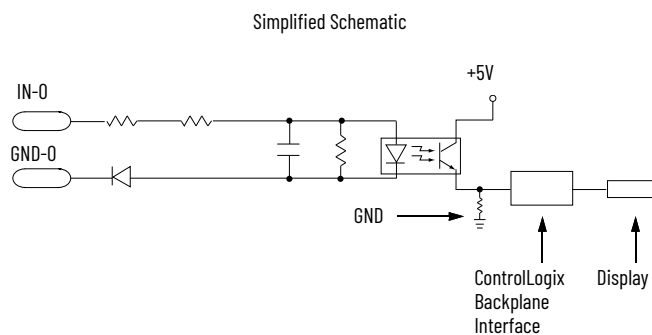 Simplified Schematic
+5V
IN-0
GND-0
GND
ControlLogix
Backplane
Interface
Display